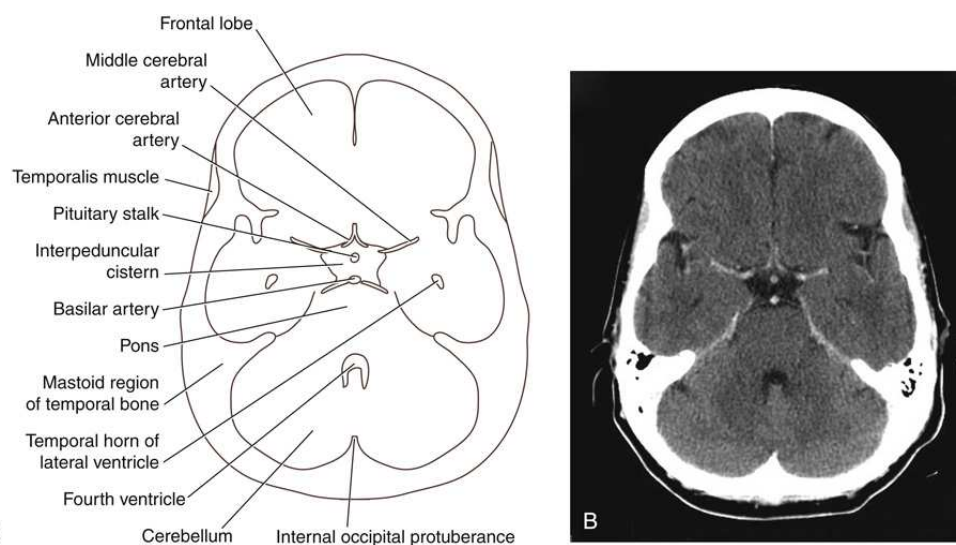 Frontal lobe
Middle cerebral
artery
Anterior cerebral
artery
Temporalis muscle
Pituitary stalk
Interpeduncular
cistern
Basilar artery
Pons
Mastoid region
of temporal bone
Temporal horn of
lateral ventricle
Fourth ventricle
Cerebellum
Internal occipital protuberance
B